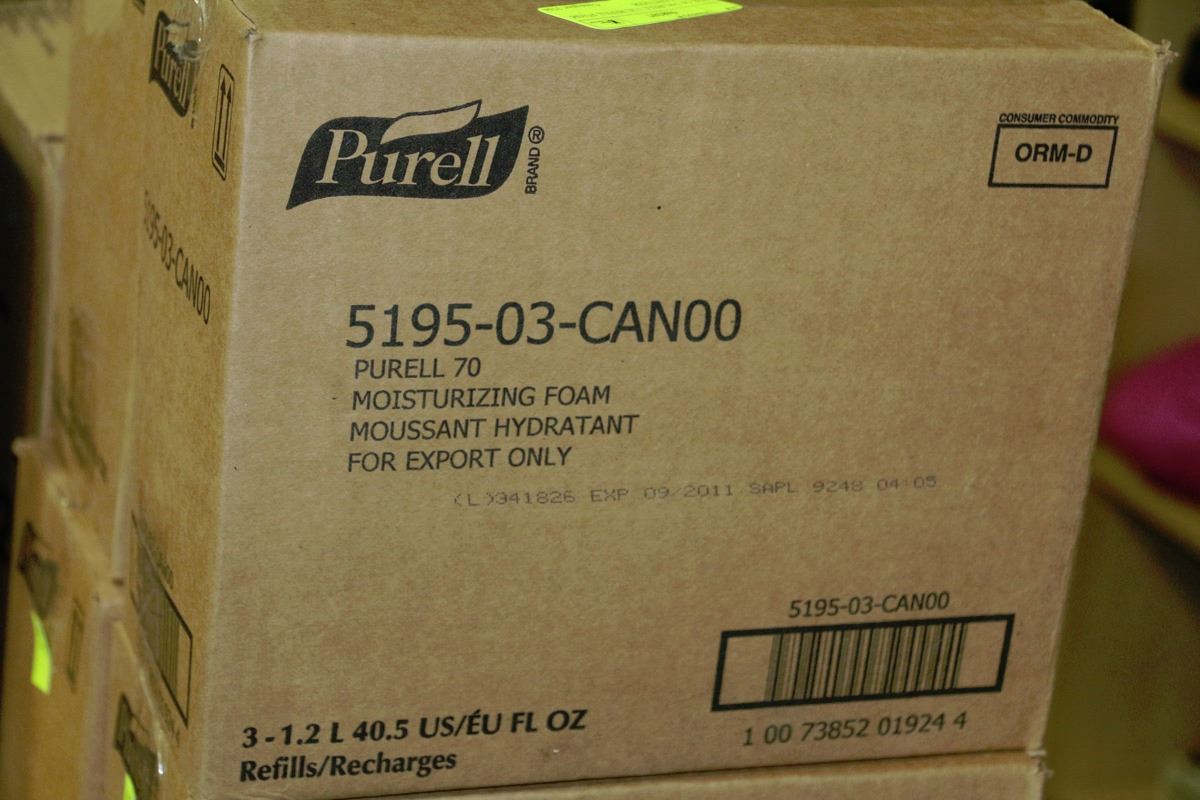 Purell
BRAND ®
CONSUMER COMMODITY
ORM-D
Purell
5195-03-CAN00
5195-03-CAN00
PURELL 70
MOISTURIZING FOAM
MOUSSANT HYDRATANT
FOR EXPORT ONLY
(L)341826 EXP 09/2011 SAPL 9248 04:05
5195-03-CAN00
1 00 73852 01924 4
3 - 1.2 L 40.5 US/ÉU FL OZ
Refills/Recharges